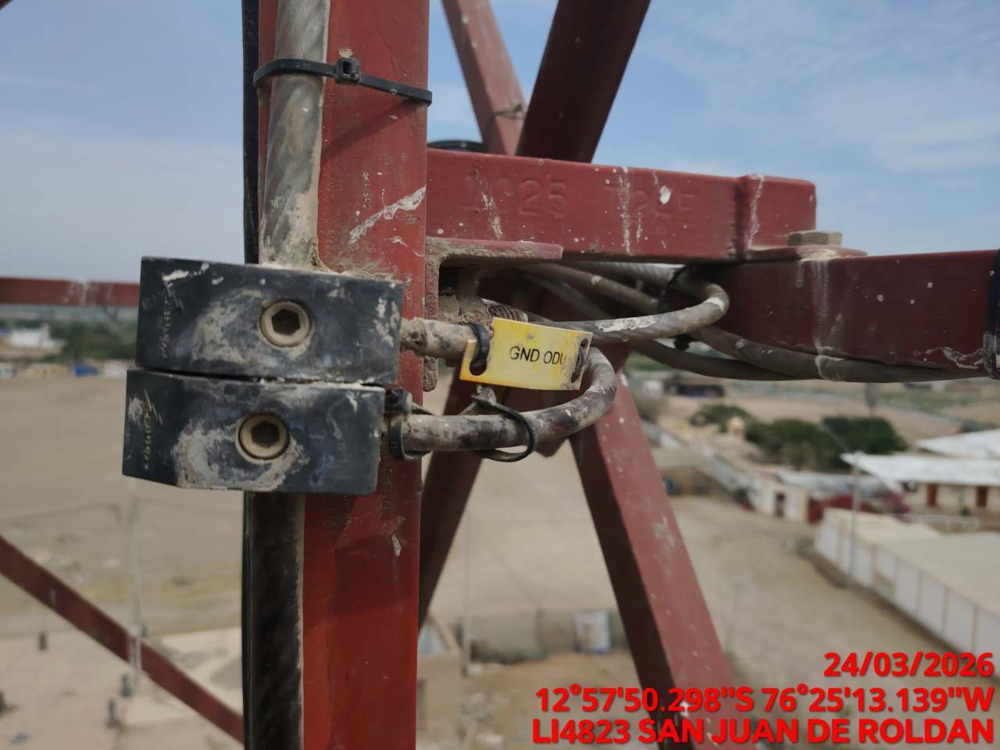 GND ODU
24/03/2026
12°57'50.298"S 76°25'13.139"W
LI4823 SAN JUAN DE ROLDAN